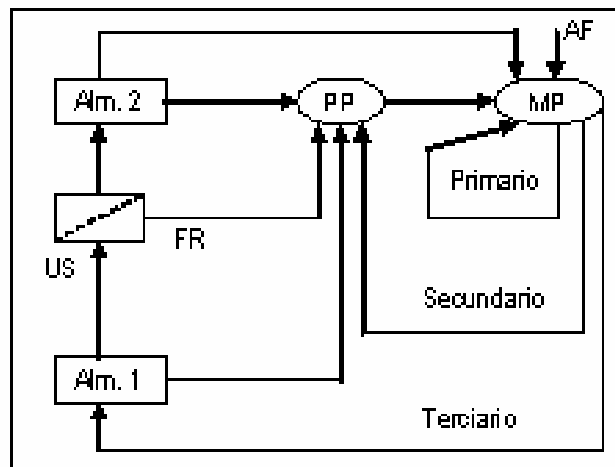 AF
Alm. 2
PP
MP
Primario
FR
US
Secundario
Alm. 1
Terciario